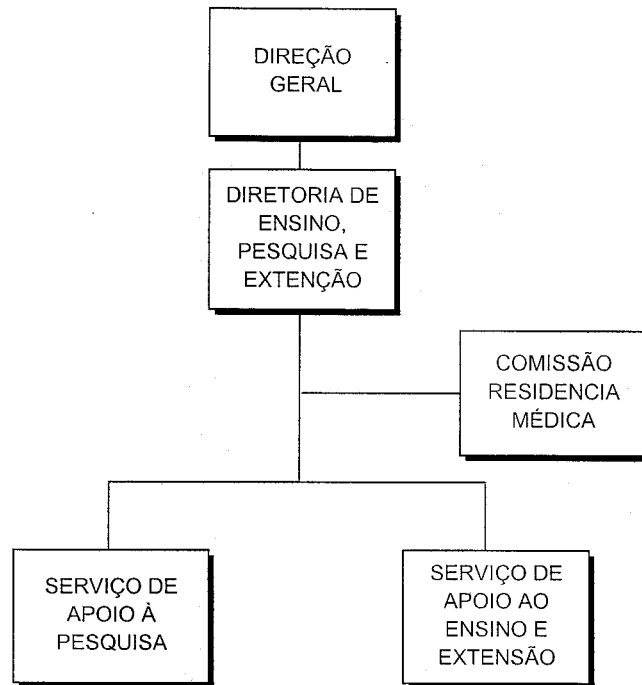 DIREÇÃO
GERAL
DIRETORIA DE
ENSINO,
PESQUISA E
EXTENÇÃO
COMISSÃO
RESIDENCIA
MÉDICA
SERVIÇO DE
APOIO À
PESQUISA
SERVIÇO DE
APOIO AO
ENSINO E
EXTENSÃO